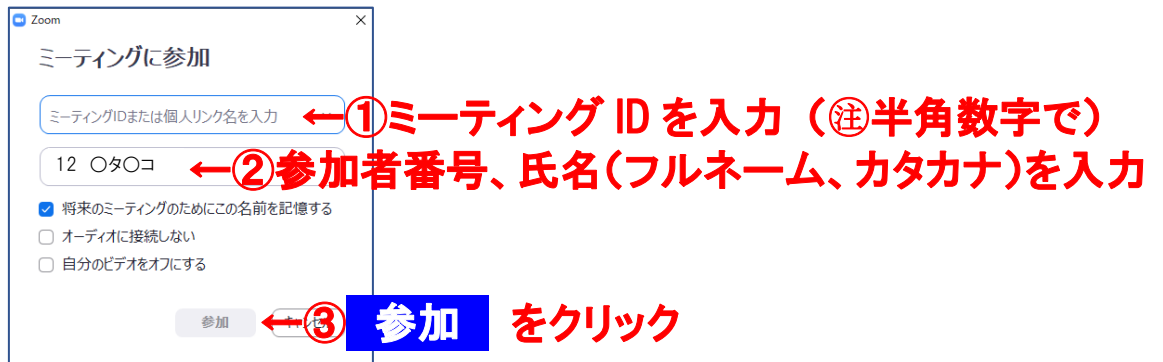 Zoom
ミーティングに参加
ミーティングIDまたは個人リンク名を入力 ←①ミーティング ID を入力 (㊟半角数字で)
12 ○タ○コ ←②参加者番号、氏名(フルネーム、カタカナ)を入力
将来のミーティングのためにこの名前を記憶する
オーディオに接続しない
自分のビデオをオフにする
参加 ←③ 参加 をクリック